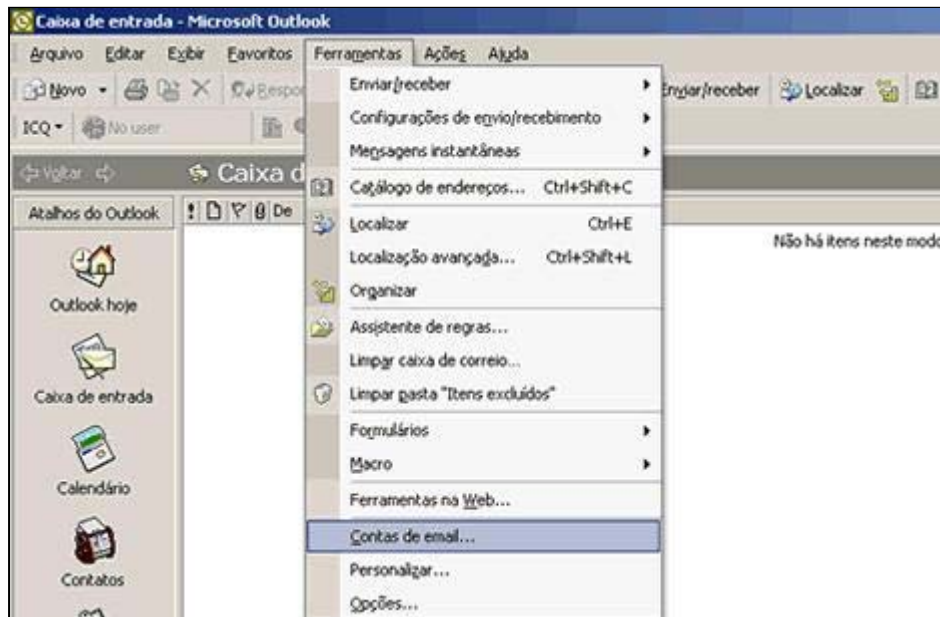 Caixa de entrada - Microsoft Outlook
Arquivo Editar Exibir Favoritos Ferramentas Ações Ajuda
Novo Respo Enviar/receber Localizar
ICQ No user
Voltar Caixa d
Atalhos do Outlook De
Não há itens neste modo
Outlook hoje
Caixa de entrada
Calendário
Contatos
Enviar/receber
Configurações de envio/recebimento
Mensagens instantâneas
Catálogo de endereços... Ctrl+Shift+C
Localizar Ctrl+E
Localização avançada... Ctrl+Shift+L
Organizar
Assistente de regras...
Limpar caixa de correio...
Limpar pasta "Itens excluídos"
Formulários
Macro
Ferramentas na Web...
Contas de email...
Personalizar...
Opções...